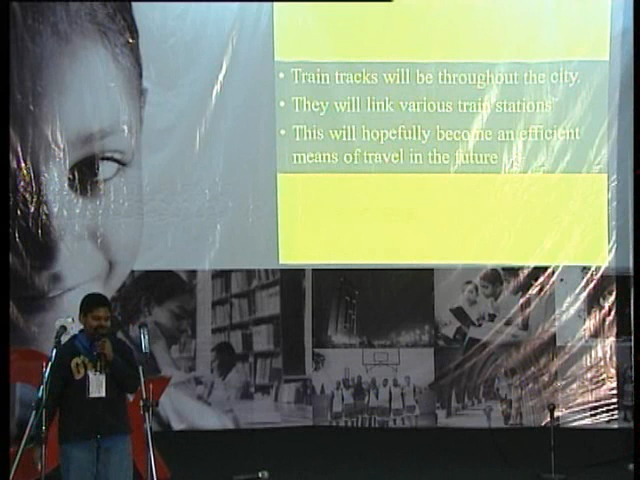 • Train tracks will be throughout the city.
• They will link various train stations
• This will hopefully become an efficient
means of travel in the future